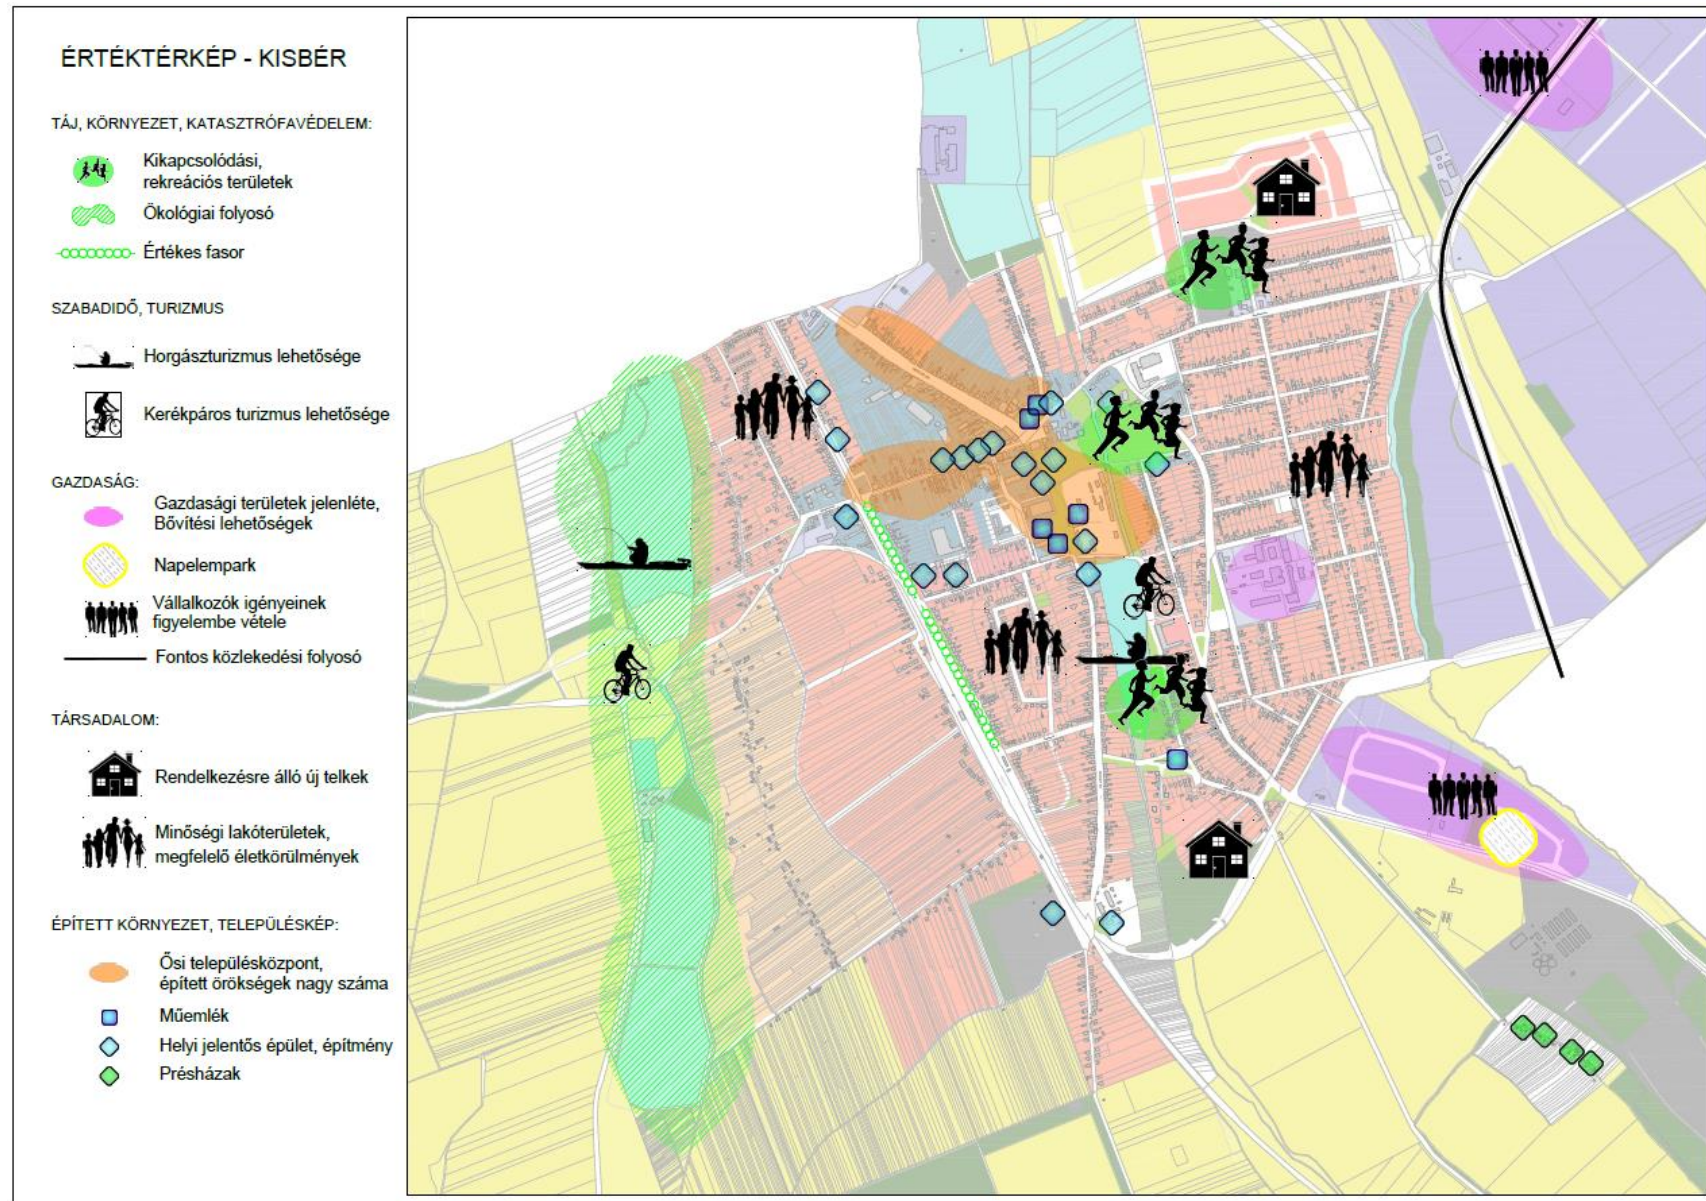 ÉRTÉKTÉRKÉP - KISBÉR
TÁJ, KÖRNYEZET, KATASZTRÓFAVÉDELEM:
Kikapcsolódási,
rekreációs területek
Ökológiai folyosó
Értékes fasor
SZABADIDŐ, TURIZMUS
Horgászturizmus lehetősége
Kerékpáros turizmus lehetősége
GAZDASÁG:
Gazdasági területek jelenléte,
Bővítési lehetőségek
Napelempark
Vállalkozók igényeinek
figyelembe vétele
Fontos közlekedési folyosó
TÁRSADALOM:
Rendelkezésre álló új telkek
Minőségi lakóterületek,
megfelelő életkörülmények
ÉPÍTETT KÖRNYEZET, TELEPÜLÉSKÉP:
Ősi településközpont,
épített örökségek nagy száma
Műemlék
Helyi jelentős épület, építmény
Présházak